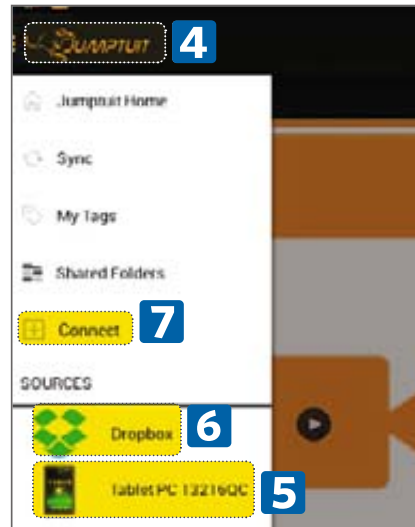 JUMPTUIT 4
Jumptuit Home
Sync
My Tags
Shared Folders
Connect 7
SOURCES
Dropbox 6
Tablet PC 13216QC 5